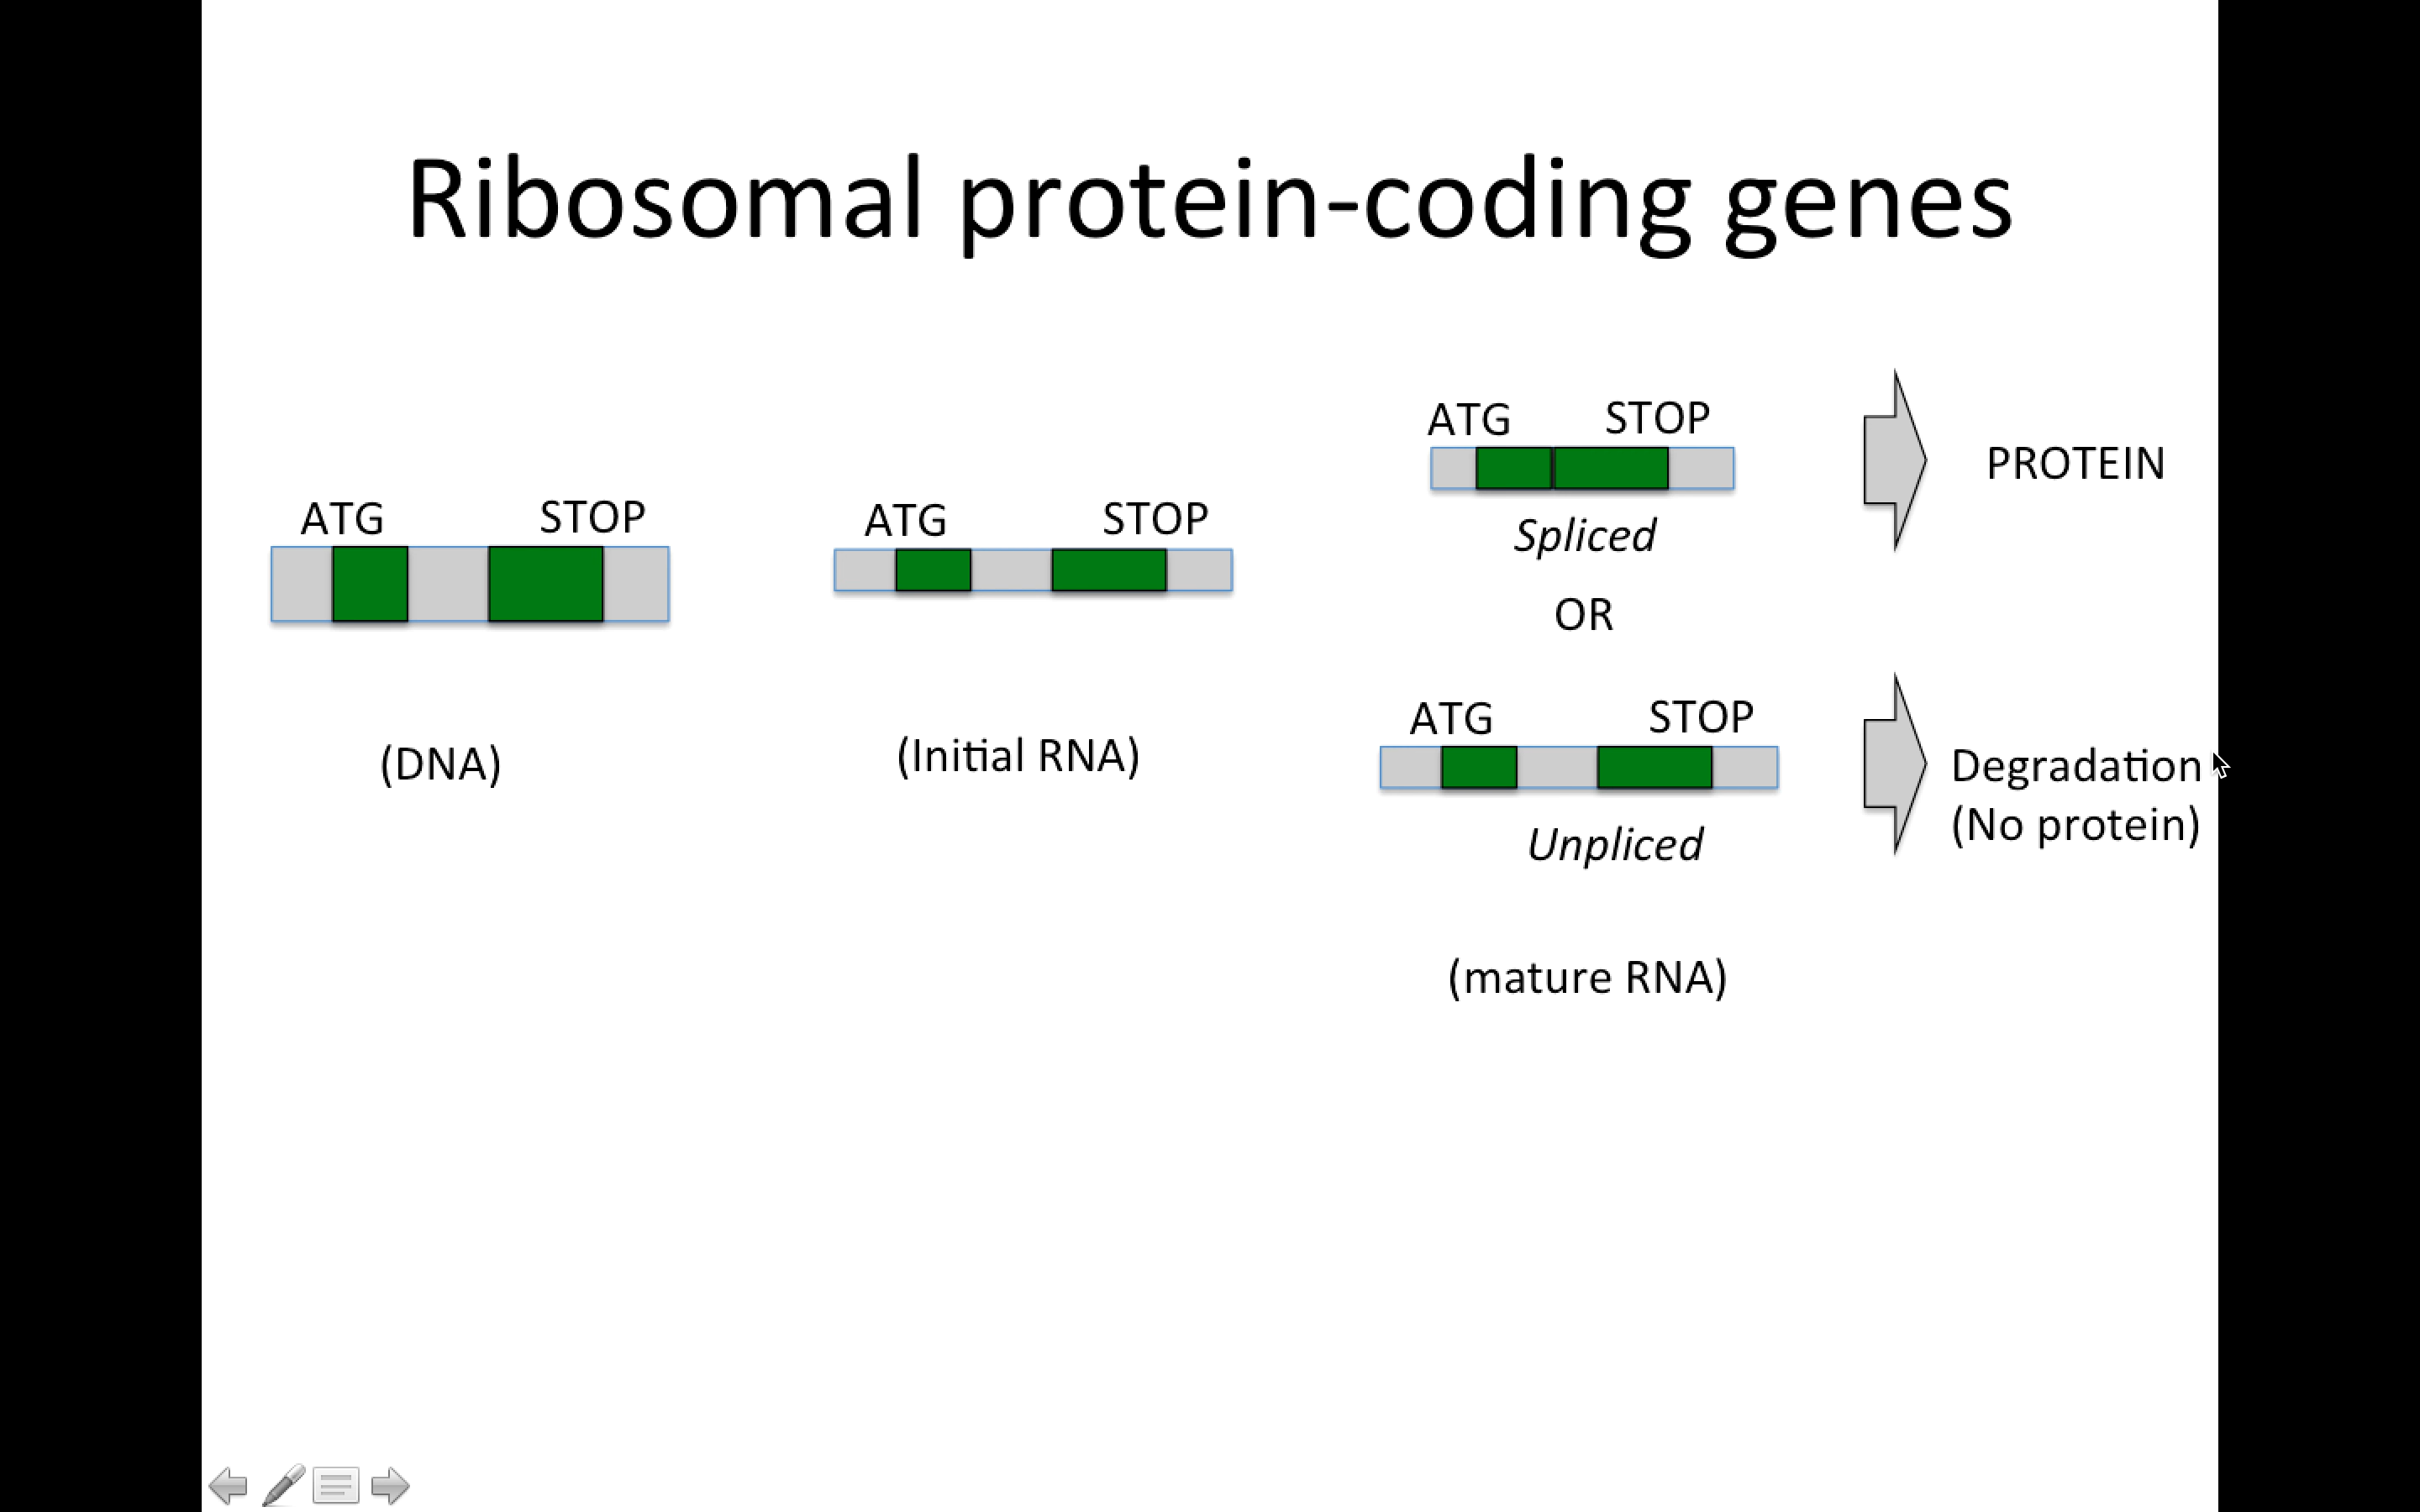 Ribosomal protein-coding genes
ATG STOP
(DNA)
ATG STOP
(Initial RNA)
ATG STOP
Spliced
OR
ATG STOP
Unpliced
(mature RNA)
PROTEIN
Degradation
(No protein)